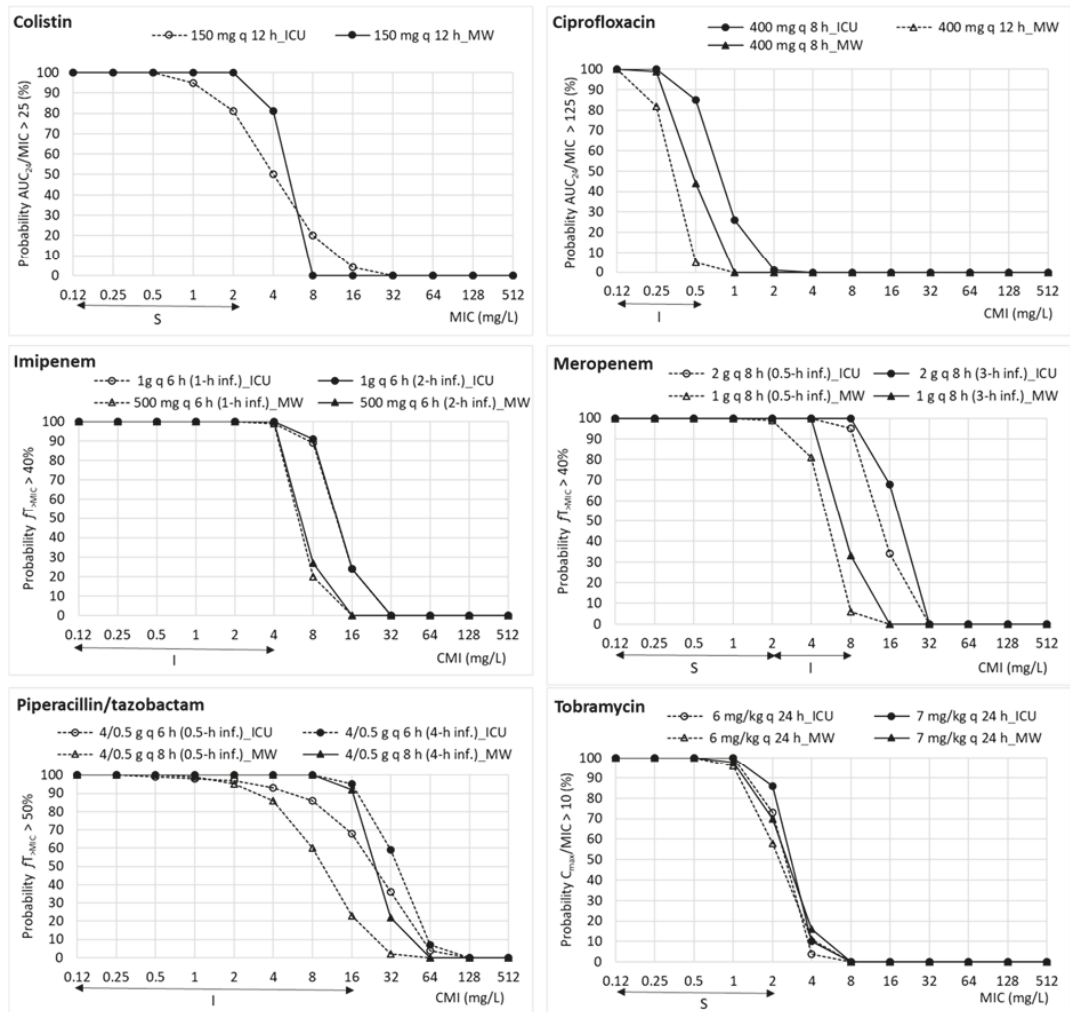 Colistin
150 mg q 12 h_ICU 150 mg q 12 h_MW
Probability AUC24/MIC > 25 (%)
100
90
80
70
60
50
40
30
20
10
0
0.12 0.25 0.5 1 2 4 8 16 32 64 128 512
S
MIC (mg/L)
Ciprofloxacin
400 mg q 8 h_ICU 400 mg q 12 h_MW
400 mg q 8 h_MW
Probablity AUC24/MIC > 125 (%)
100
90
80
70
60
50
40
30
20
10
0
0.12 0.25 0.5 1 2 4 8 16 32 64 128 512
I
CMI (mg/L)
Imipenem
1g q 6 h (1-h inf.)_ICU 1g q 6 h (2-h inf.)_ICU
500 mg q 6 h (1-h inf.)_MW 500 mg q 6 h (2-h inf.)_MW
Probability fT>MIC > 40%
100
90
80
70
60
50
40
30
20
10
0
0.12 0.25 0.5 1 2 4 8 16 32 64 128 512
I
CMI (mg/L)
Meropenem
2 g q 8 h (0.5-h inf.)_ICU 2 g q 8 h (3-h inf.)_ICU
1 g q 8 h (0.5-h inf.)_MW 1 g q 8 h (3-h inf.)_MW
Probability fT>MIC > 40%
100
90
80
70
60
50
40
30
20
10
0
0.12 0.25 0.5 1 2 4 8 16 32 64 128 512
S I
CMI (mg/L)
Piperacillin/tazobactam
4/0.5 g q 6 h (0.5-h inf.)_ICU 4/0.5 g q 6 h (4-h inf.)_ICU
4/0.5 g q 8 h (0.5-h inf.)_MW 4/0.5 g q 8 h (4-h inf.)_MW
Probability fT>MIC > 50%
100
90
80
70
60
50
40
30
20
10
0
0.12 0.25 0.5 1 2 4 8 16 32 64 128 512
I
CMI (mg/L)
Tobramycin
6 mg/kg q 24 h_ICU 7 mg/kg q 24 h_ICU
6 mg/kg q 24 h_MW 7 mg/kg q 24 h_MW
Probability Cmax/MIC > 10 (%)
100
90
80
70
60
50
40
30
20
10
0
0.12 0.25 0.5 1 2 4 8 16 32 64 128 512
S
MIC (mg/L)